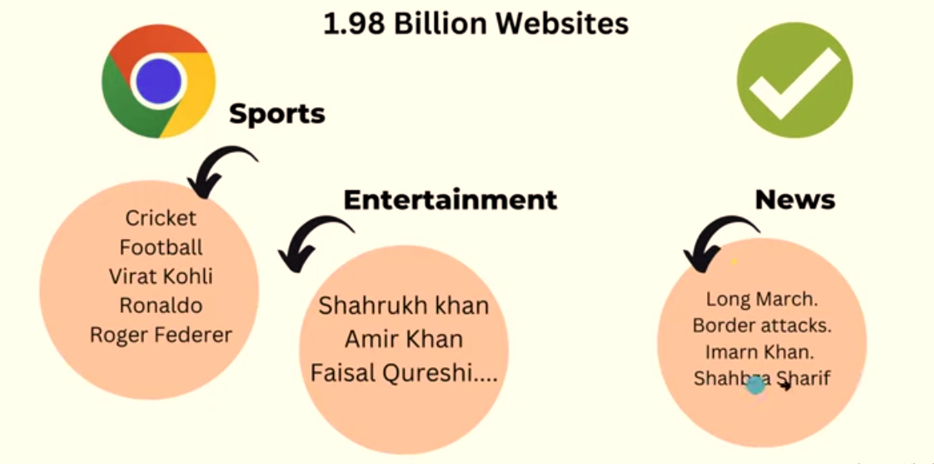 1.98 Billion Websites
Sports
Cricket
Football
Virat Kohli
Ronaldo
Roger Federer
Entertainment
Shahrukh khan
Amir Khan
Faisal Qureshi....
News
Long March.
Border attacks.
Imarn Khan.
Sharif